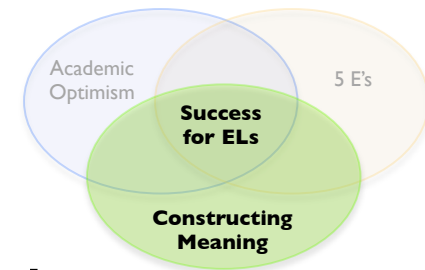 Academic
Optimism
5 E's
Success
for ELs
Constructing
Meaning